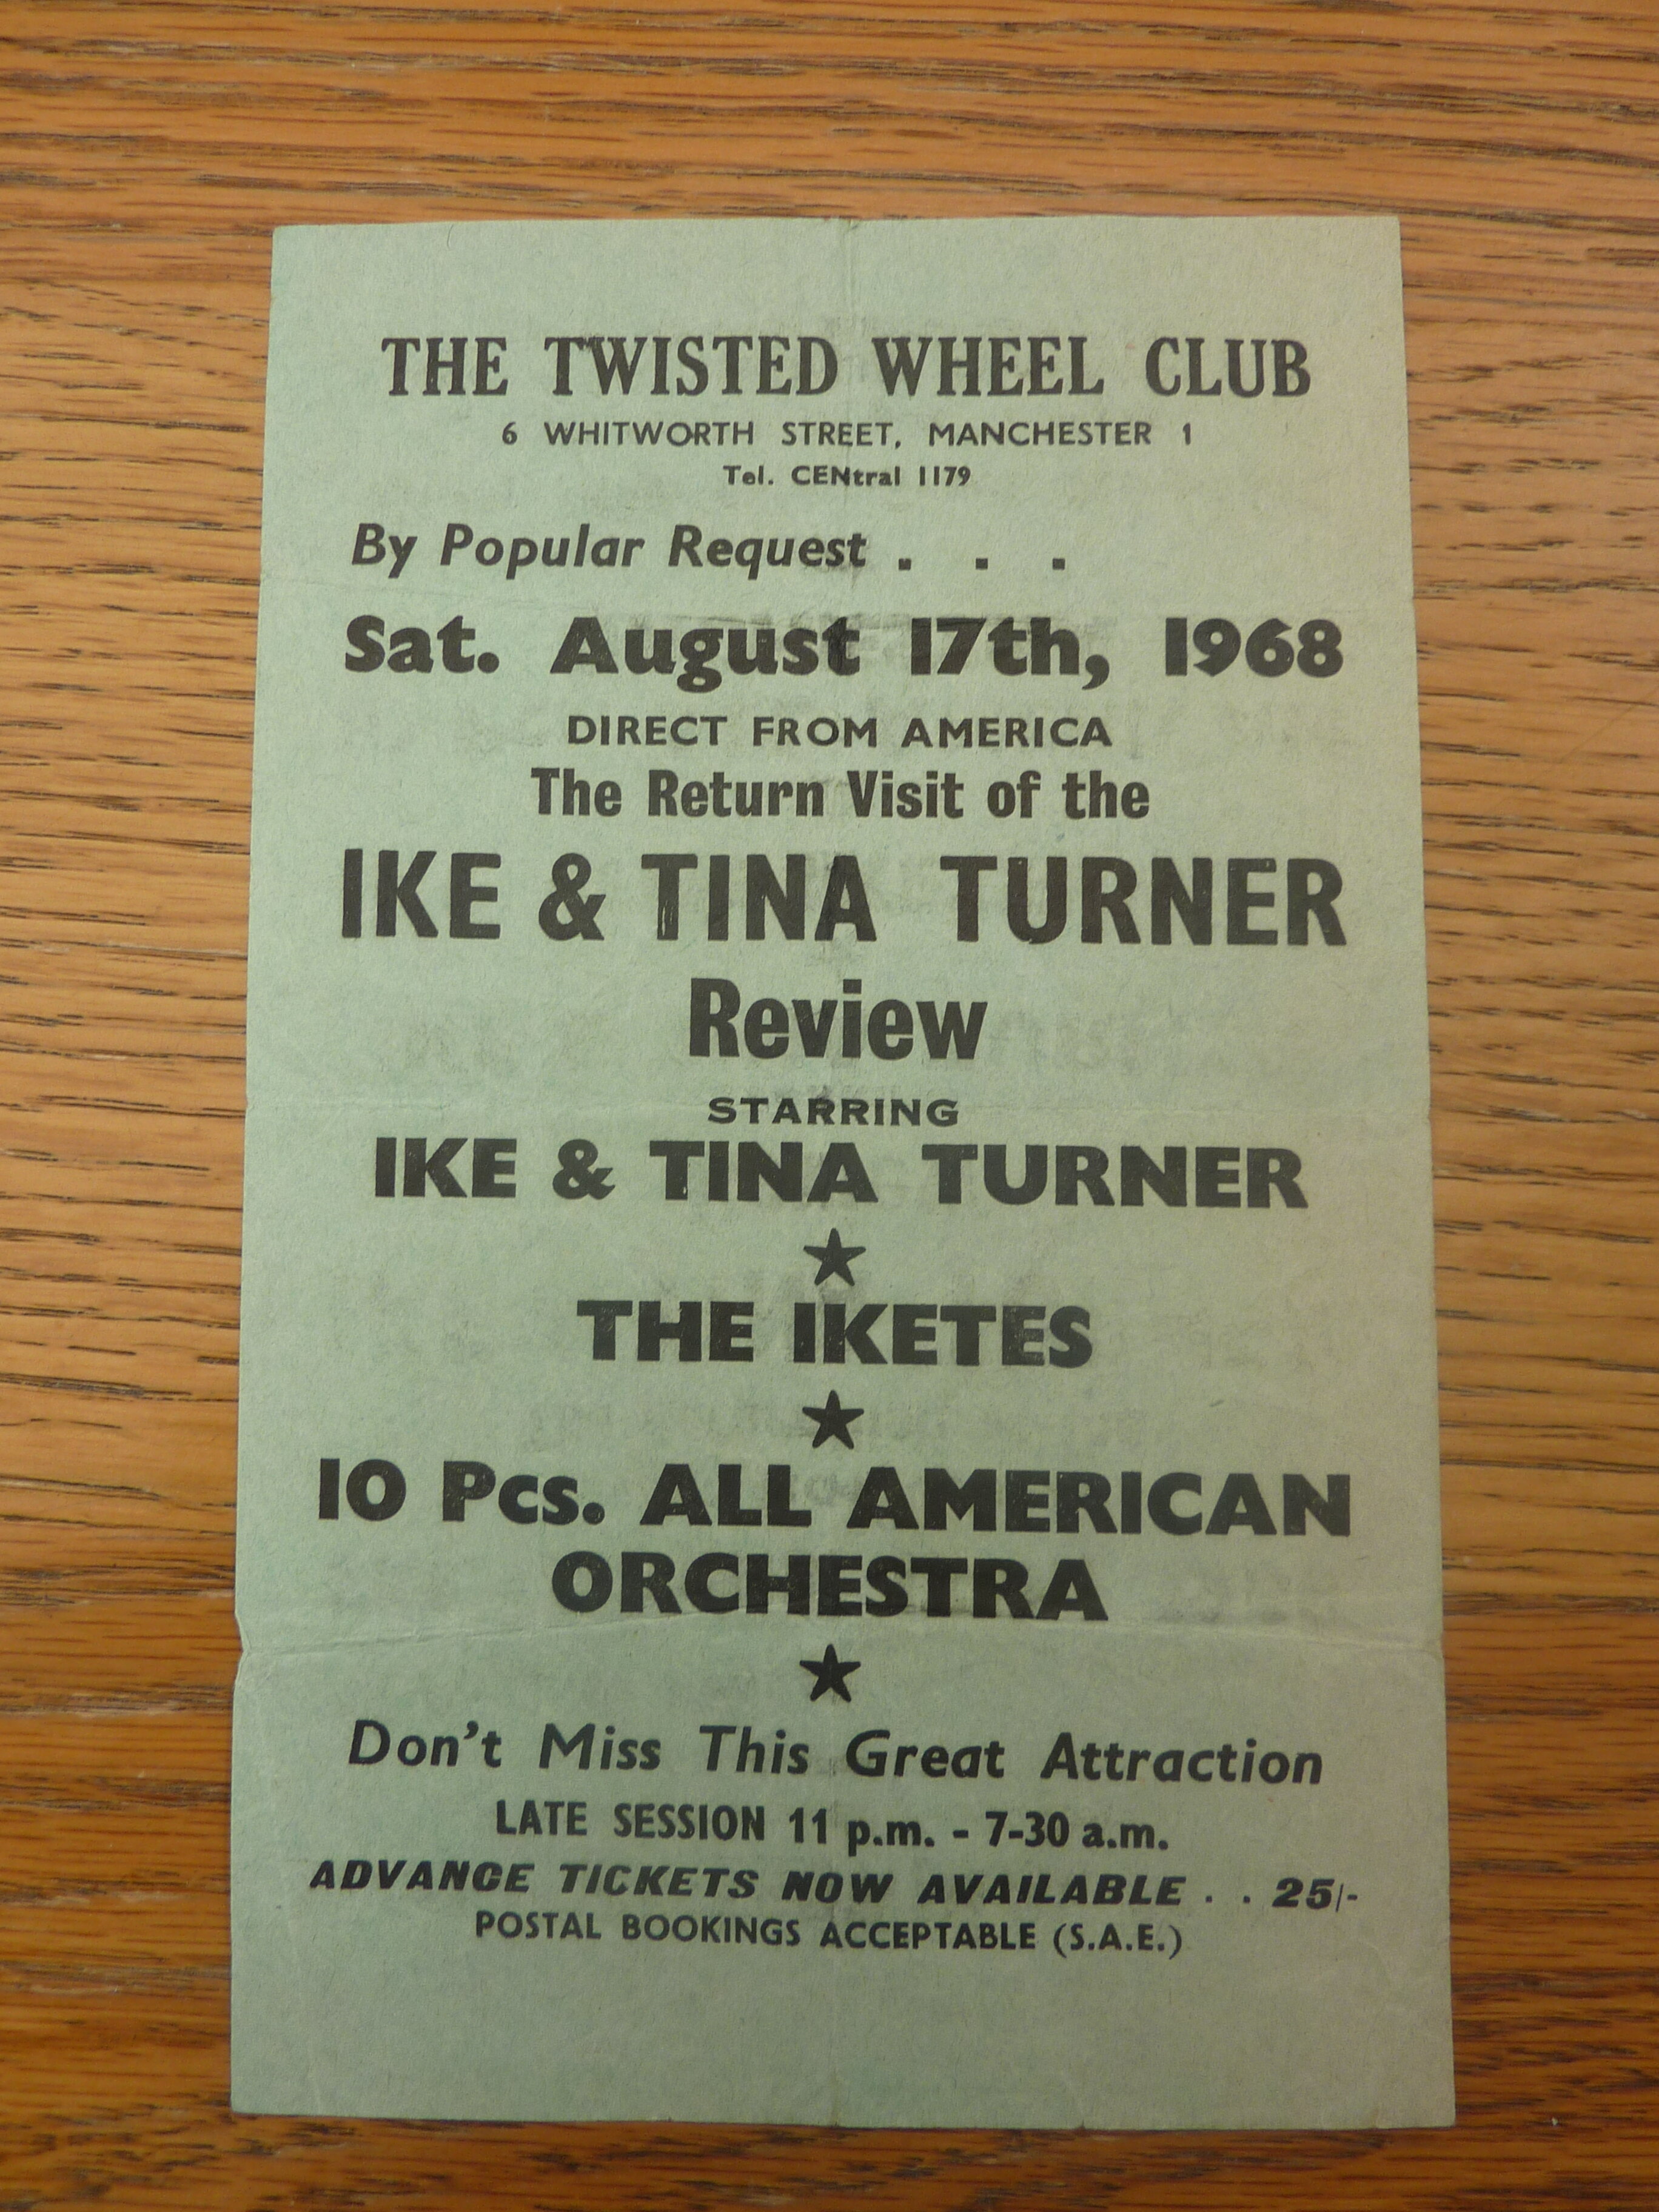 THE TWISTED WHEEL CLUB
6 WHITWORTH STREET, MANCHESTER 1
Tel. CENtral 1179
By Popular Request . . .
Sat. August 17th, 1968
DIRECT FROM AMERICA
The Return Visit of the
IKE & TINA TURNER
Review
STARRING
IKE & TINA TURNER
★
THE IKETES
★
10 Pcs. ALL AMERICAN
ORCHESTRA
★
Don't Miss This Great Attraction
LATE SESSION 11 p.m. - 7-30 a.m.
ADVANCE TICKETS NOW AVAILABLE . . 25/-
POSTAL BOOKINGS ACCEPTABLE (S.A.E.)